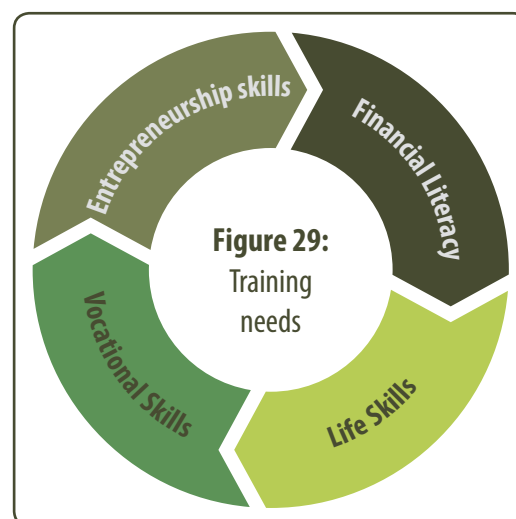 Entrepreneurship skills
Financial Literacy
Figure 29:
Training
needs
Vocational Skills
Life Skills